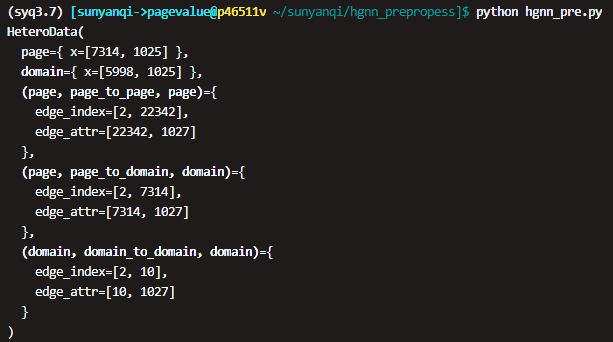 (syq3.7) [sunyanqi->pagevalue@p46511v ~/sunyanqi/hgnn_prepropess]$ python hgnn_pre.py
HeteroData(
  page={ x=[7314, 1025] },
  domain={ x=[5998, 1025] },
  (page, page_to_page, page)={
    edge_index=[2, 22342],
    edge_attr=[22342, 1027]
  },
  (page, page_to_domain, domain)={
    edge_index=[2, 7314],
    edge_attr=[7314, 1027]
  },
  (domain, domain_to_domain, domain)={
    edge_index=[2, 10],
    edge_attr=[10, 1027]
  }
)